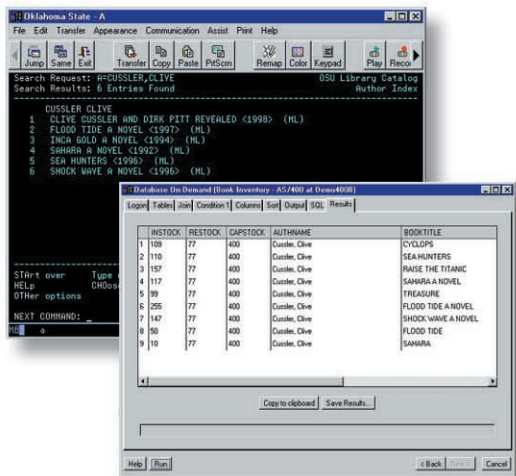 Oklahoma State - A
File Edit Transfer Appearance Communication Assist Print Help
Jump Same Exit Transfer Copy Paste PrtScrn Remap Color Keypad Play
Search Request: A=CUSSLER,CLIVE OSU Library Catalog
Search Results: 6 Entries Found Author Index
CUSSLER CLIVE
1 CLIVE CUSSLER AND DIRK PITT REVEALED <1998> (ML)
2 FLOOD TIDE A NOVEL <1997> (ML)
3 INCA GOLD A NOVEL <1994> (ML)
4 SAHARA A NOVEL <1992> (ML)
5 SEA HUNTERS <1996> (ML)
6 SHOCK WAVE A NOVEL <1996> (ML)
STArt over Type
HELp CHOose
OTHer options
NEXT COMMAND: _
MA a
Database On Demand (Book Inventory - AS/400 at Demo400B)
Logon Tables Join Condition 1 Columns Sort Output SQL Results
INSTOCK RESTOCK CAPSTOCK AUTHNAME BOOKTITLE
1 109 77 400 Cussler, Clive CYCLOPS
2 110 77 400 Cussler, Clive SEA HUNTERS
3 157 77 400 Cussler, Clive RAISE THE TITANIC
4 117 77 400 Cussler, Clive SAHARA A NOVEL
5 99 77 400 Cussler, Clive TREASURE
6 255 77 400 Cussler, Clive FLOOD TIDE A NOVEL
7 147 77 400 Cussler, Clive SHOCK WAVE A NOVEL
8 50 77 400 Cussler, Clive FLOOD TIDE
9 10 77 400 Cussler, Clive SAHARA
Copy to clipboard Save Results...
Help Run < Back Next > Cancel